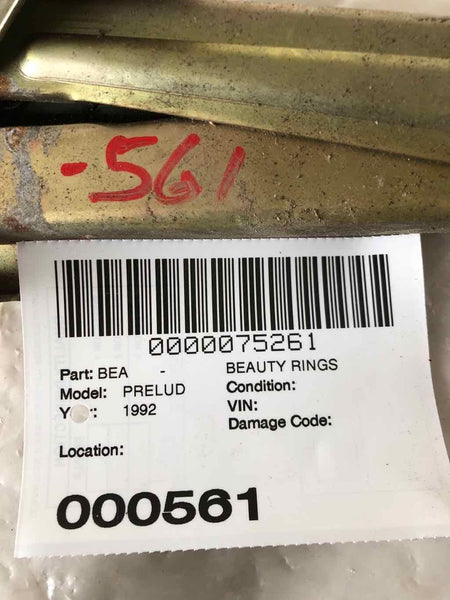 -561
0000075261
Part: BEA - BEAUTY RINGS
Model: PRELUD Condition:
1992 VIN:
Damage Code:
Location:
000561